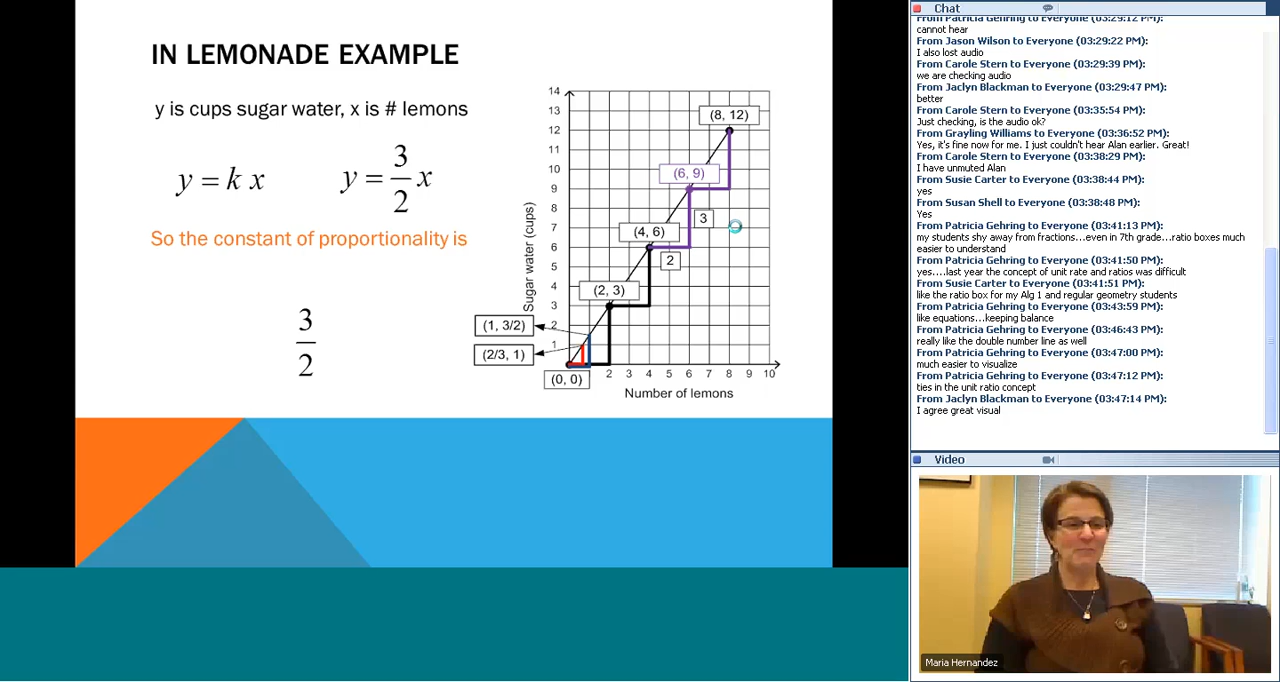 IN LEMONADE EXAMPLE
y is cups sugar water, x is # lemons
y = k x
y = 3/2 x
So the constant of proportionality is
3/2
14
13
12
11
10
9
8
7
6
5
4
3
2
1
Sugar water (cups)
(8, 12)
(6, 9)
3
(4, 6)
2
(2, 3)
(1, 3/2)
(2/3, 1)
(0, 0)
2 3 4 5 6 7 8 9 10
Number of lemons
Chat
From Patricia Gehring to Everyone (03:29:12 PM):
cannot hear
From Jason Wilson to Everyone (03:29:22 PM):
I also lost audio
From Carole Stern to Everyone (03:29:39 PM):
we are checking audio
From Jaclyn Blackman to Everyone (03:29:47 PM):
better
From Carole Stern to Everyone (03:35:54 PM):
Just checking, is the audio ok?
From Grayling Williams to Everyone (03:36:52 PM):
Yes, it's fine now for me. I just couldn't hear Alan earlier. Great!
From Carole Stern to Everyone (03:38:29 PM):
I have unmuted Alan
From Susie Carter to Everyone (03:38:44 PM):
yes
From Susan Shell to Everyone (03:38:48 PM):
Yes
From Patricia Gehring to Everyone (03:41:13 PM):
my students shy away from fractions...even in 7th grade...ratio boxes much
easier to understand
From Patricia Gehring to Everyone (03:41:50 PM):
yes....last year the concept of unit rate and ratios was difficult
From Susie Carter to Everyone (03:41:51 PM):
like the ratio box for my Alg 1 and regular geometry students
From Patricia Gehring to Everyone (03:43:59 PM):
like equations...keeping balance
From Patricia Gehring to Everyone (03:46:43 PM):
really like the double number line as well
From Patricia Gehring to Everyone (03:47:00 PM):
much easier to visualize
From Patricia Gehring to Everyone (03:47:12 PM):
ties in the unit ratio concept
From Jaclyn Blackman to Everyone (03:47:14 PM):
I agree great visual
Video
Maria Hernandez